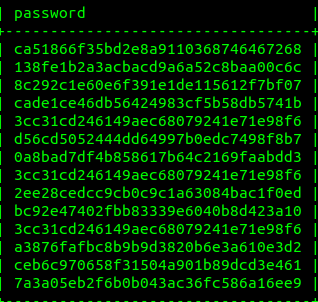 | password |
+----------------------------------+
| ca51866f35bd2e8a9110368746467268 |
| 138fe1b2a3acbacd9a6a52c8baa00c6c |
| 8c292c1e60e6f391e1de115612f7bf07 |
| cade1ce46db56424983cf5b58db5741b |
| 3cc31cd246149aec68079241e71e98f6 |
| d56cd5052444dd64997b0edc7498f8b7 |
| 0a8bad7df4b858617b64c2169faabdd3 |
| 3cc31cd246149aec68079241e71e98f6 |
| 2ee28cedcc9cb0c9c1a63084bac1f0ed |
| bc92e47402fbb83339e6040b8d423a10 |
| 3cc31cd246149aec68079241e71e98f6 |
| a3876fafbc8b9b9d3820b6e3a610e3d2 |
| ceb6c970658f31504a901b89dcd3e461 |
| 7a3a05eb2f6b0b043ac36fc586a16ee9 |